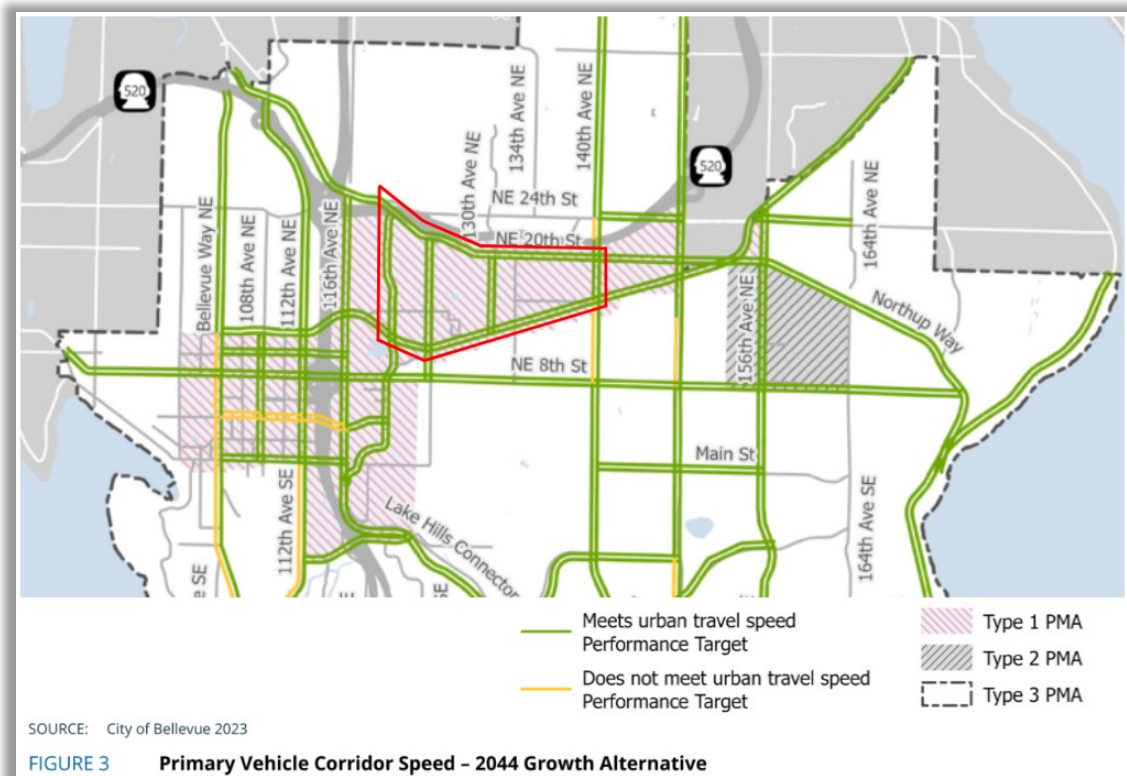 520
134th Ave NE
140th Ave NE
130th Ave NE
520
NE 24th St
164th Ave NE
NE 20th St
Bellevue Way NE
108th Ave NE
112th Ave NE
116th Ave NE
Northup Way
156th Ave NE
NE 8th St
Main St
112th Ave SE
Lake Hills Connector
164th Ave SE
e SE
Meets urban travel speed
Performance Target
Does not meet urban travel speed
Performance Target
Type 1 PMA
Type 2 PMA
Type 3 PMA
SOURCE: City of Bellevue 2023
FIGURE 3 Primary Vehicle Corridor Speed – 2044 Growth Alternative